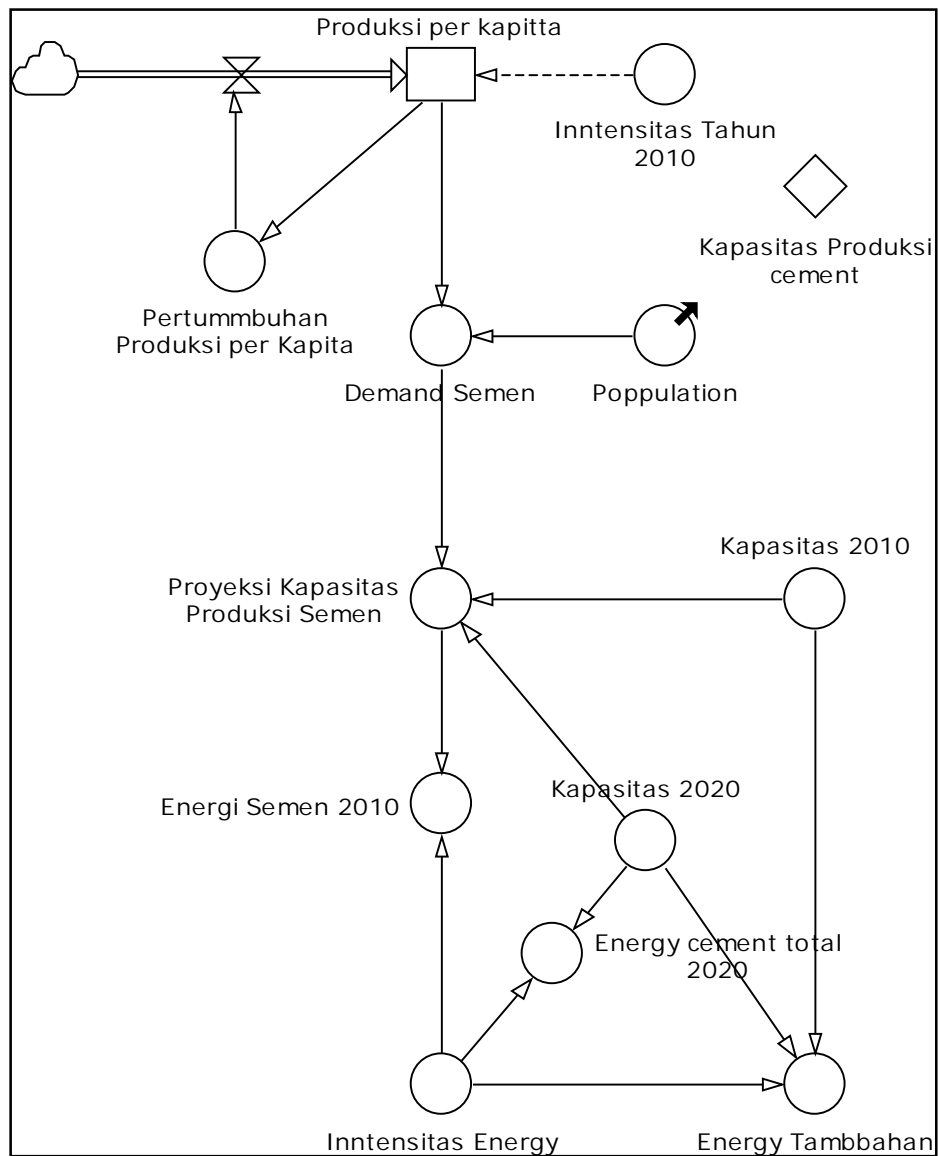 Produksi per kapitta
Inntensitas Tahun
2010
Kapasitas Produksi
cement
Pertummbuhan
Produksi per Kapita
Demand Semen
Poppulation
Kapasitas 2010
Proyeksi Kapasitas
Produksi Semen
Kapasitas 2020
Energi Semen 2010
Energy cement total
2020
Inntensitas Energy
Energy Tambbahan